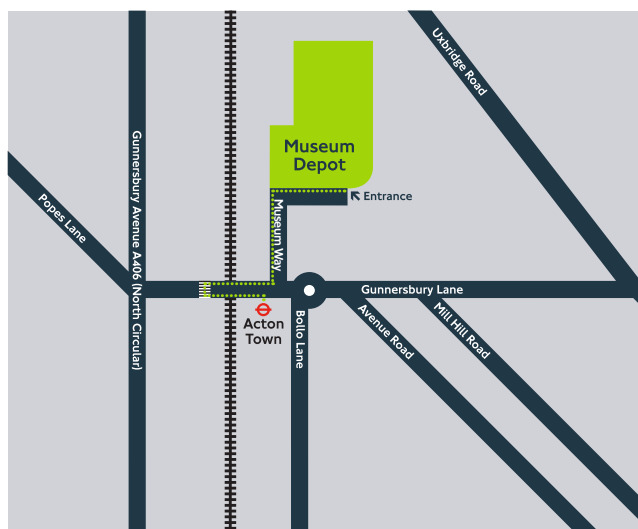 Uxbridge Road
Museum
Depot
Gunnersbury Avenue A406 (North Circular)
Popes Lane
Entrance
Museum Way
Gunnersbury Lane
Acton
Town
Bollo Lane
Avenue Road
Mill Hill Road